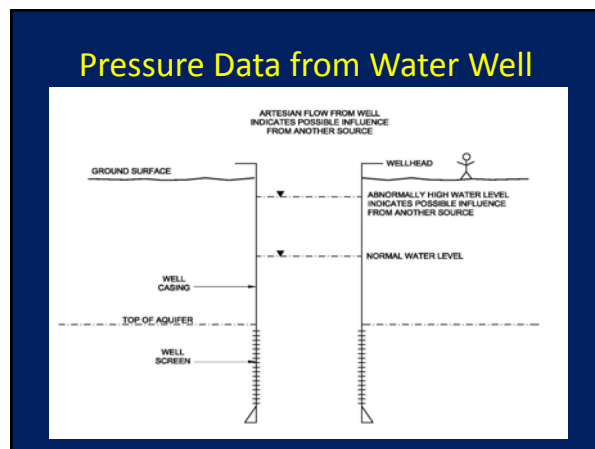 Pressure Data from Water Well
ARTESIAN FLOW FROM WELL
INDICATES POSSIBLE INFLUENCE
FROM ANOTHER SOURCE
WELLHEAD
GROUND SURFACE
ABNORMALLY HIGH WATER LEVEL
INDICATES POSSIBLE INFLUENCE
FROM ANOTHER SOURCE
NORMAL WATER LEVEL
WELL
CASING
TOP OF AQUIFER
WELL
SCREEN